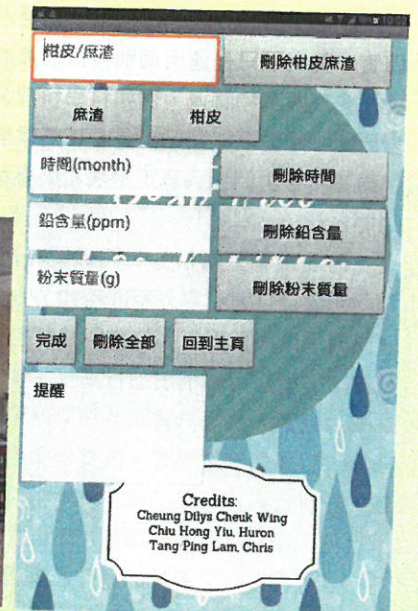 柑皮/庶渣
刪除柑皮庶渣
庶渣
柑皮
時間(month)
刪除時間
鉛含量(ppm)
刪除鉛含量
粉末質量(g)
刪除粉末質量
完成
刪除全部
回到主頁
提醒
Credits:
Cheung Dilys Cheuk Wing
Chiu Hong Yiu, Huron
Tang Ping Lam, Chris